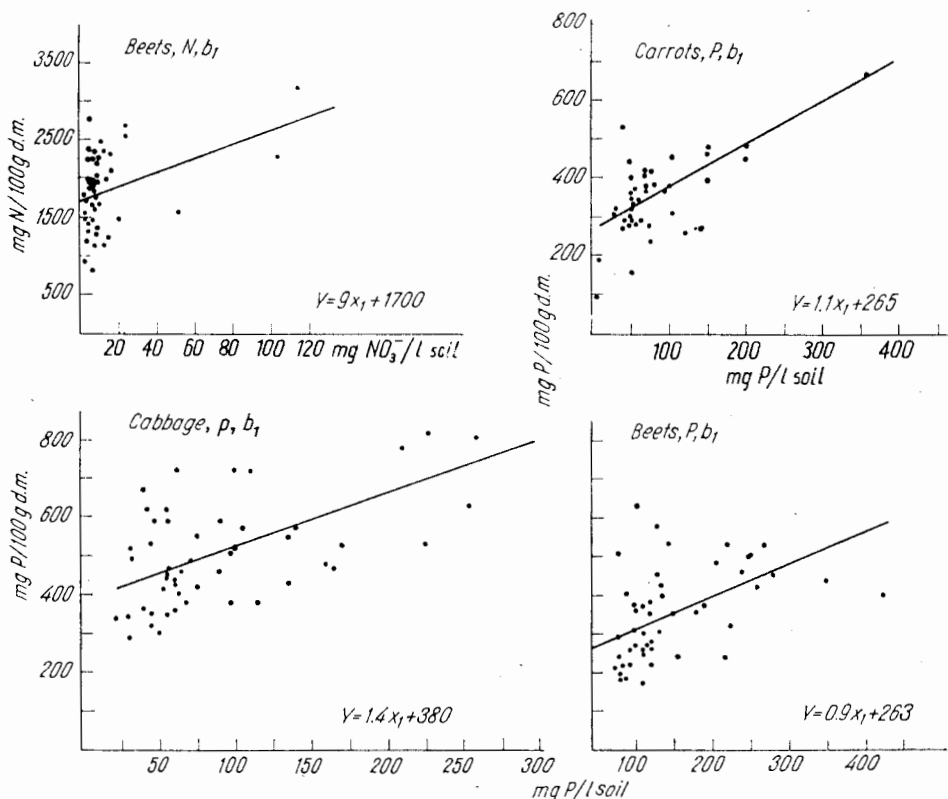 Beets, N, b₁
3500
2500
1500
500
mg N/100g d.m.
Y=9x₁+1700
20 40 60 80 100 120 mg NO₃⁻/l soil
Carrots, P, b₁
800
600
400
200
mg P/100g d.m.
Y=1.1x₁+265
100 200 300 400
mg P/l soil
Cabbage, p, b₁
800
600
400
200
mg P/100g d.m.
Y=1.4x₁+380
50 100 150 200 250 300
mg P/l soil
Beets, P, b₁
Y=0.9x₁+263
100 200 300 400